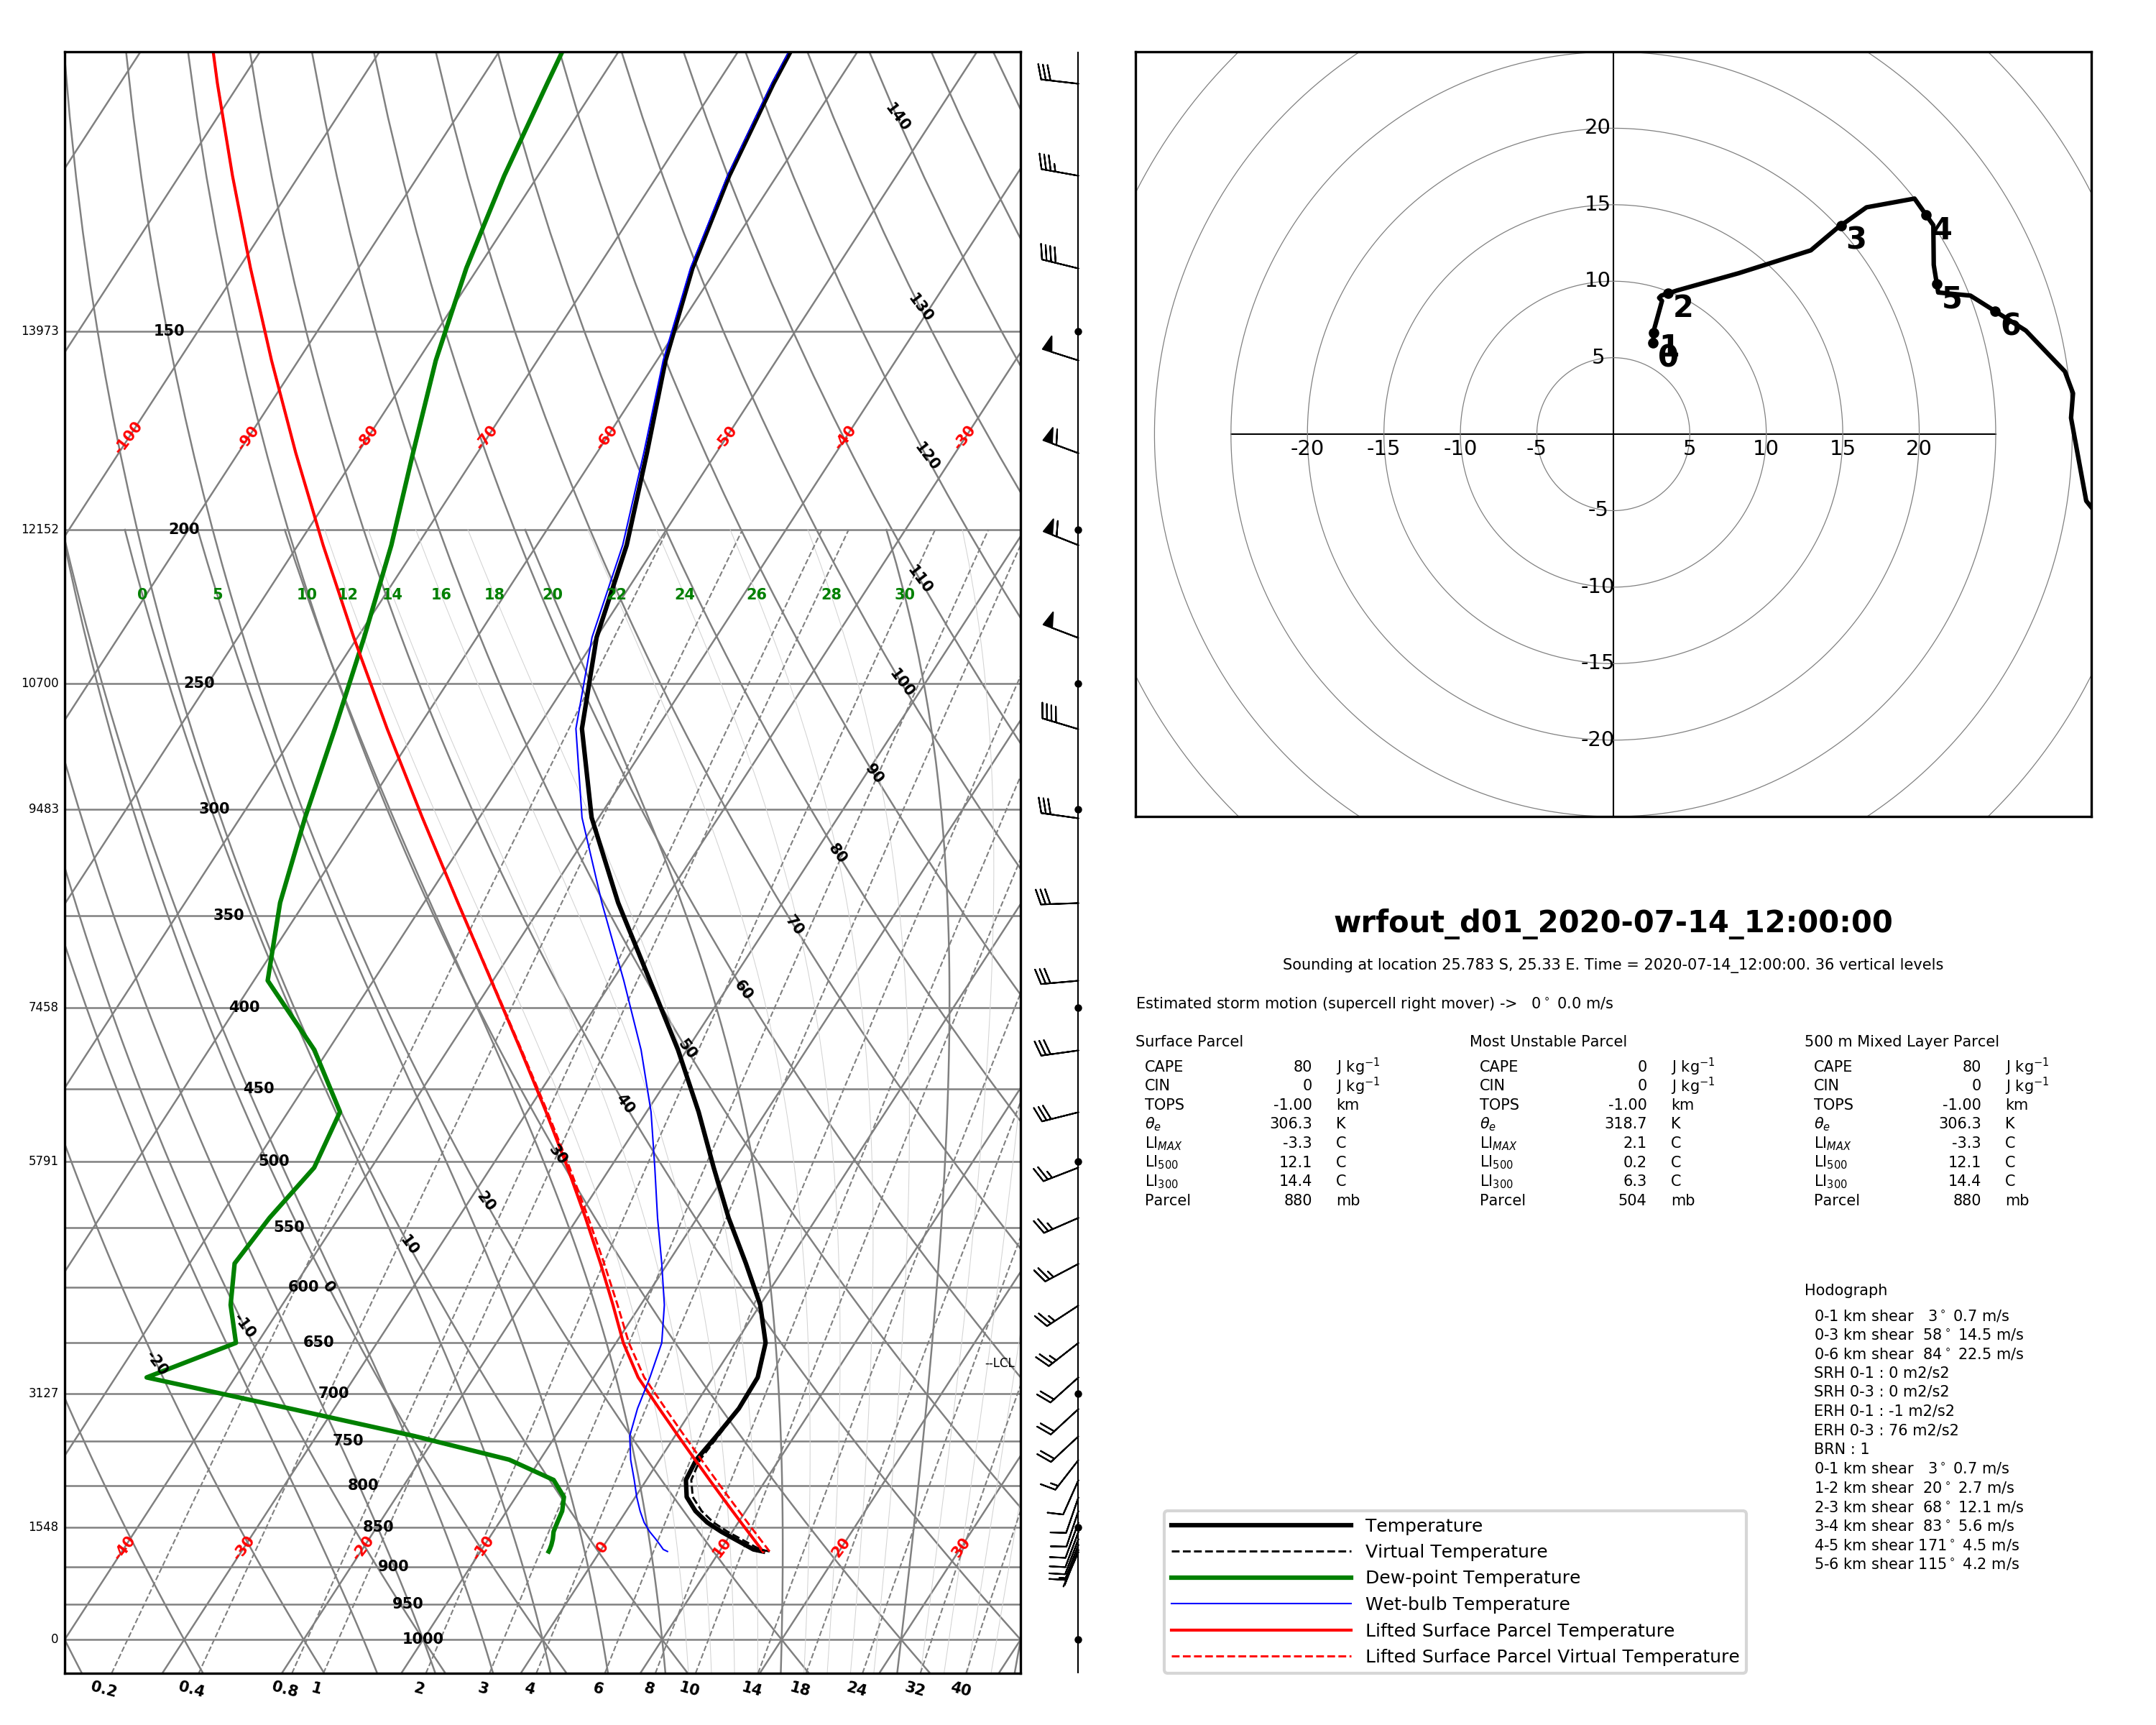 140
130
120
110
100
90
80
70
60
50
40
30
20
10
0
-10
-20
13973 150
-100 -90 -80 -70 -60 -50 -40 -30
12152 200
0 5 10 12 14 16 18 20 22 24 26 28 30
10700 250
9483 300
350
7458 400
450
5791 500
550
600
650
--LCL
3127 700
750
800
1548 850
-40 -30 -20 -10 0 10 20 30
900
950
0 1000
0.2 0.4 0.8 1 2 3 4 6 8 10 14 18 24 32 40
20
15
10
5
-20 -15 -10 -5 5 10 15 20
-5
-10
-15
-20
0 1 2 3 4 5 6
wrfout_d01_2020-07-14_12:00:00
Sounding at location 25.783 S, 25.33 E. Time = 2020-07-14_12:00:00. 36 vertical levels
Estimated storm motion (supercell right mover) -> 0° 0.0 m/s
Surface Parcel
CAPE 80 J kg⁻¹
CIN 0 J kg⁻¹
TOPS -1.00 km
θₑ 306.3 K
LI_MAX -3.3 C
LI₅₀₀ 12.1 C
LI₃₀₀ 14.4 C
Parcel 880 mb
Most Unstable Parcel
CAPE 0 J kg⁻¹
CIN 0 J kg⁻¹
TOPS -1.00 km
θₑ 318.7 K
LI_MAX 2.1 C
LI₅₀₀ 0.2 C
LI₃₀₀ 6.3 C
Parcel 504 mb
500 m Mixed Layer Parcel
CAPE 80 J kg⁻¹
CIN 0 J kg⁻¹
TOPS -1.00 km
θₑ 306.3 K
LI_MAX -3.3 C
LI₅₀₀ 12.1 C
LI₃₀₀ 14.4 C
Parcel 880 mb
Hodograph
0-1 km shear 3° 0.7 m/s
0-3 km shear 58° 14.5 m/s
0-6 km shear 84° 22.5 m/s
SRH 0-1 : 0 m2/s2
SRH 0-3 : 0 m2/s2
ERH 0-1 : -1 m2/s2
ERH 0-3 : 76 m2/s2
BRN : 1
0-1 km shear 3° 0.7 m/s
1-2 km shear 20° 2.7 m/s
2-3 km shear 68° 12.1 m/s
3-4 km shear 83° 5.6 m/s
4-5 km shear 171° 4.5 m/s
5-6 km shear 115° 4.2 m/s
Temperature
Virtual Temperature
Dew-point Temperature
Wet-bulb Temperature
Lifted Surface Parcel Temperature
Lifted Surface Parcel Virtual Temperature